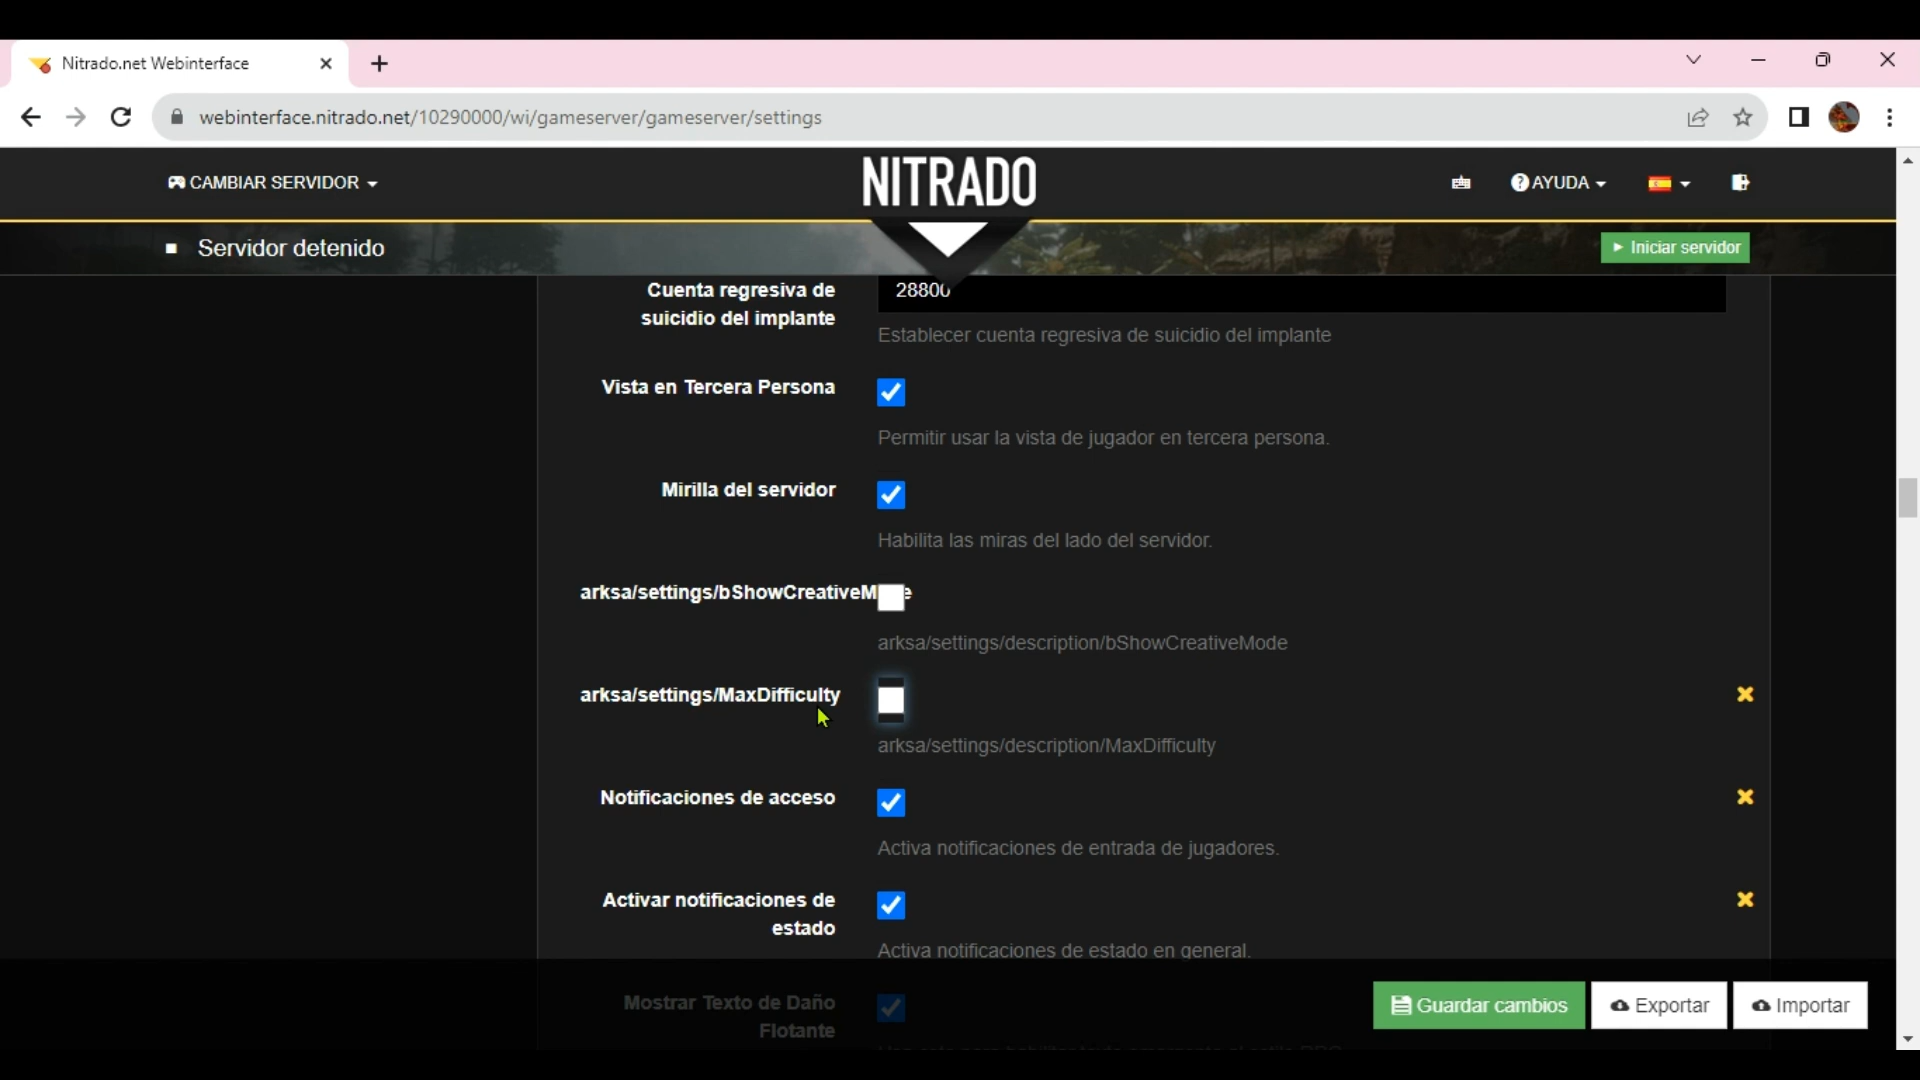 Nitrado.net Webinterface
webinterface.nitrado.net/10290000/wi/gameserver/gameserver/settings
CAMBIAR SERVIDOR
NITRADO
AYUDA
Servidor detenido
Iniciar servidor
Cuenta regresiva de
suicidio del implante
28800
Establecer cuenta regresiva de suicidio del implante
Vista en Tercera Persona
Permitir usar la vista de jugador en tercera persona.
Mirilla del servidor
Habilita las miras del lado del servidor.
arksa/settings/description/bShowCreativeMode
arksa/settings/MaxDifficulty
arksa/settings/description/MaxDifficulty
Notificaciones de acceso
Activa notificaciones de entrada de jugadores.
Activar notificaciones de
estado
Activa notificaciones de estado en general.
Mostrar Texto de Daño
Flotante
Guardar cambios
Exportar
Importar